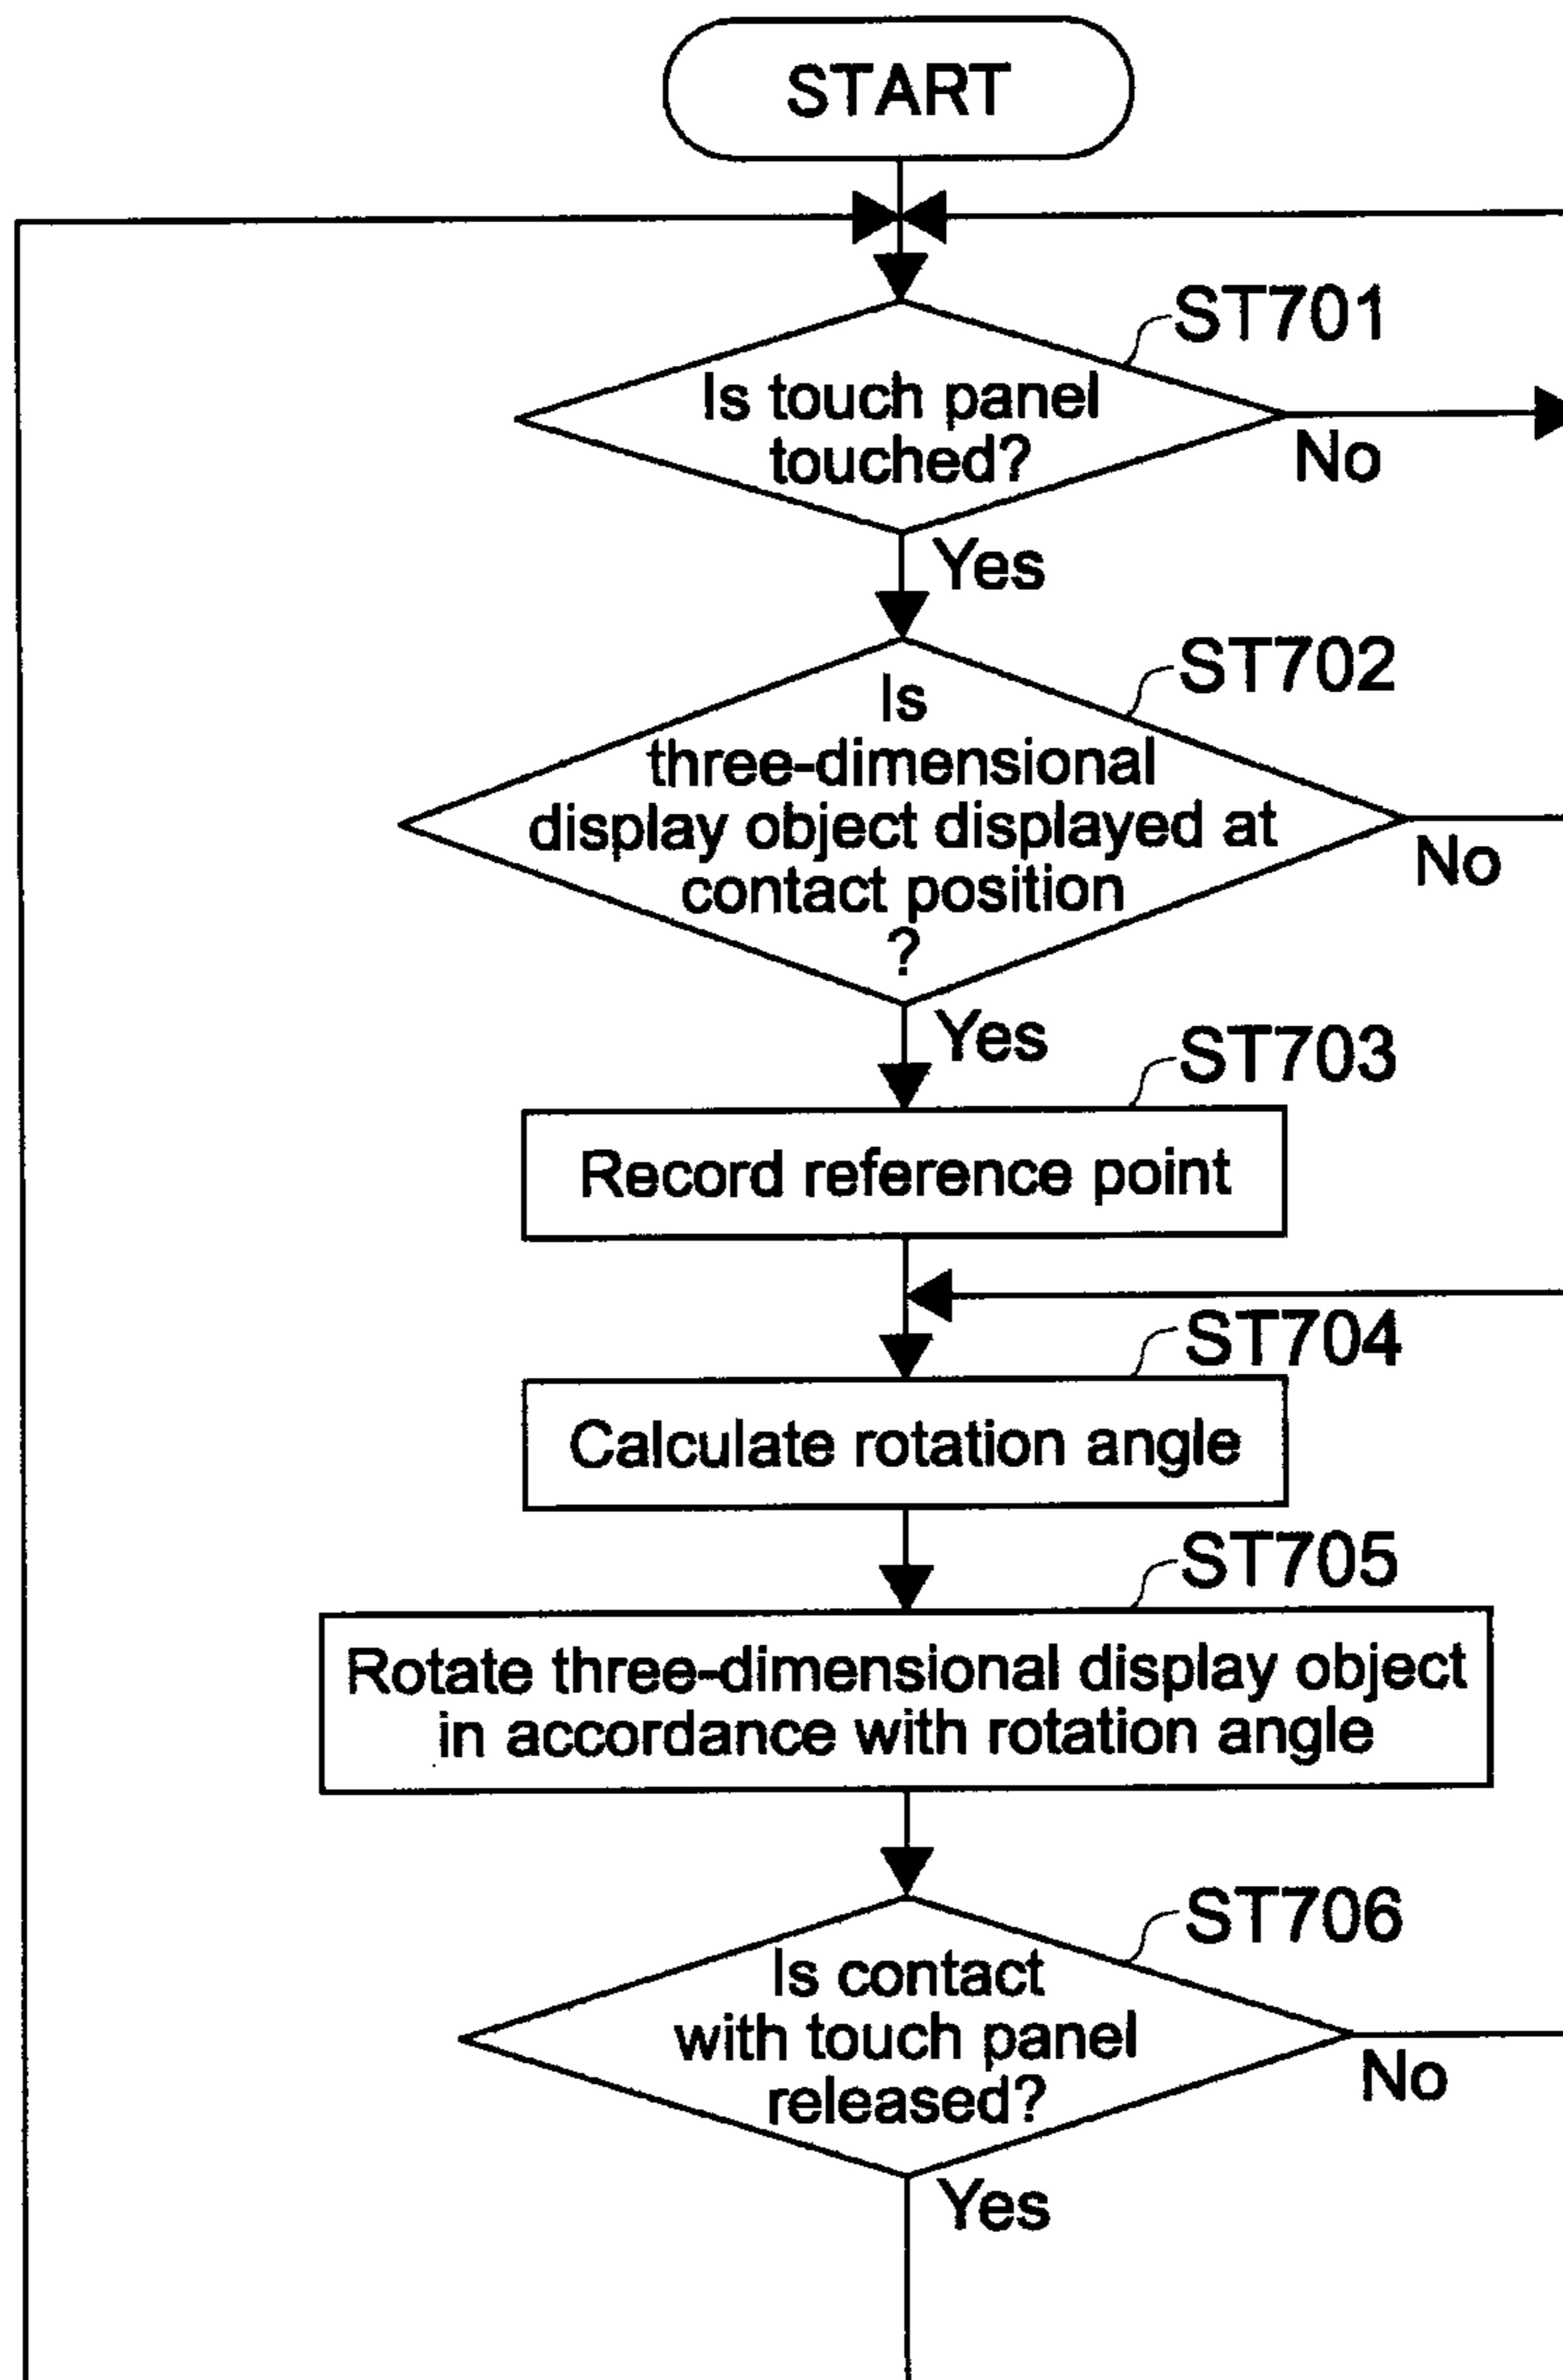 START
ST701
Is touch panel
touched?
No
Yes
ST702
Is
three-dimensional
display object displayed at
contact position
?
No
Yes
ST703
Record reference point
ST704
Calculate rotation angle
ST705
Rotate three-dimensional display object
in accordance with rotation angle
ST706
Is contact
with touch panel
released?
No
Yes